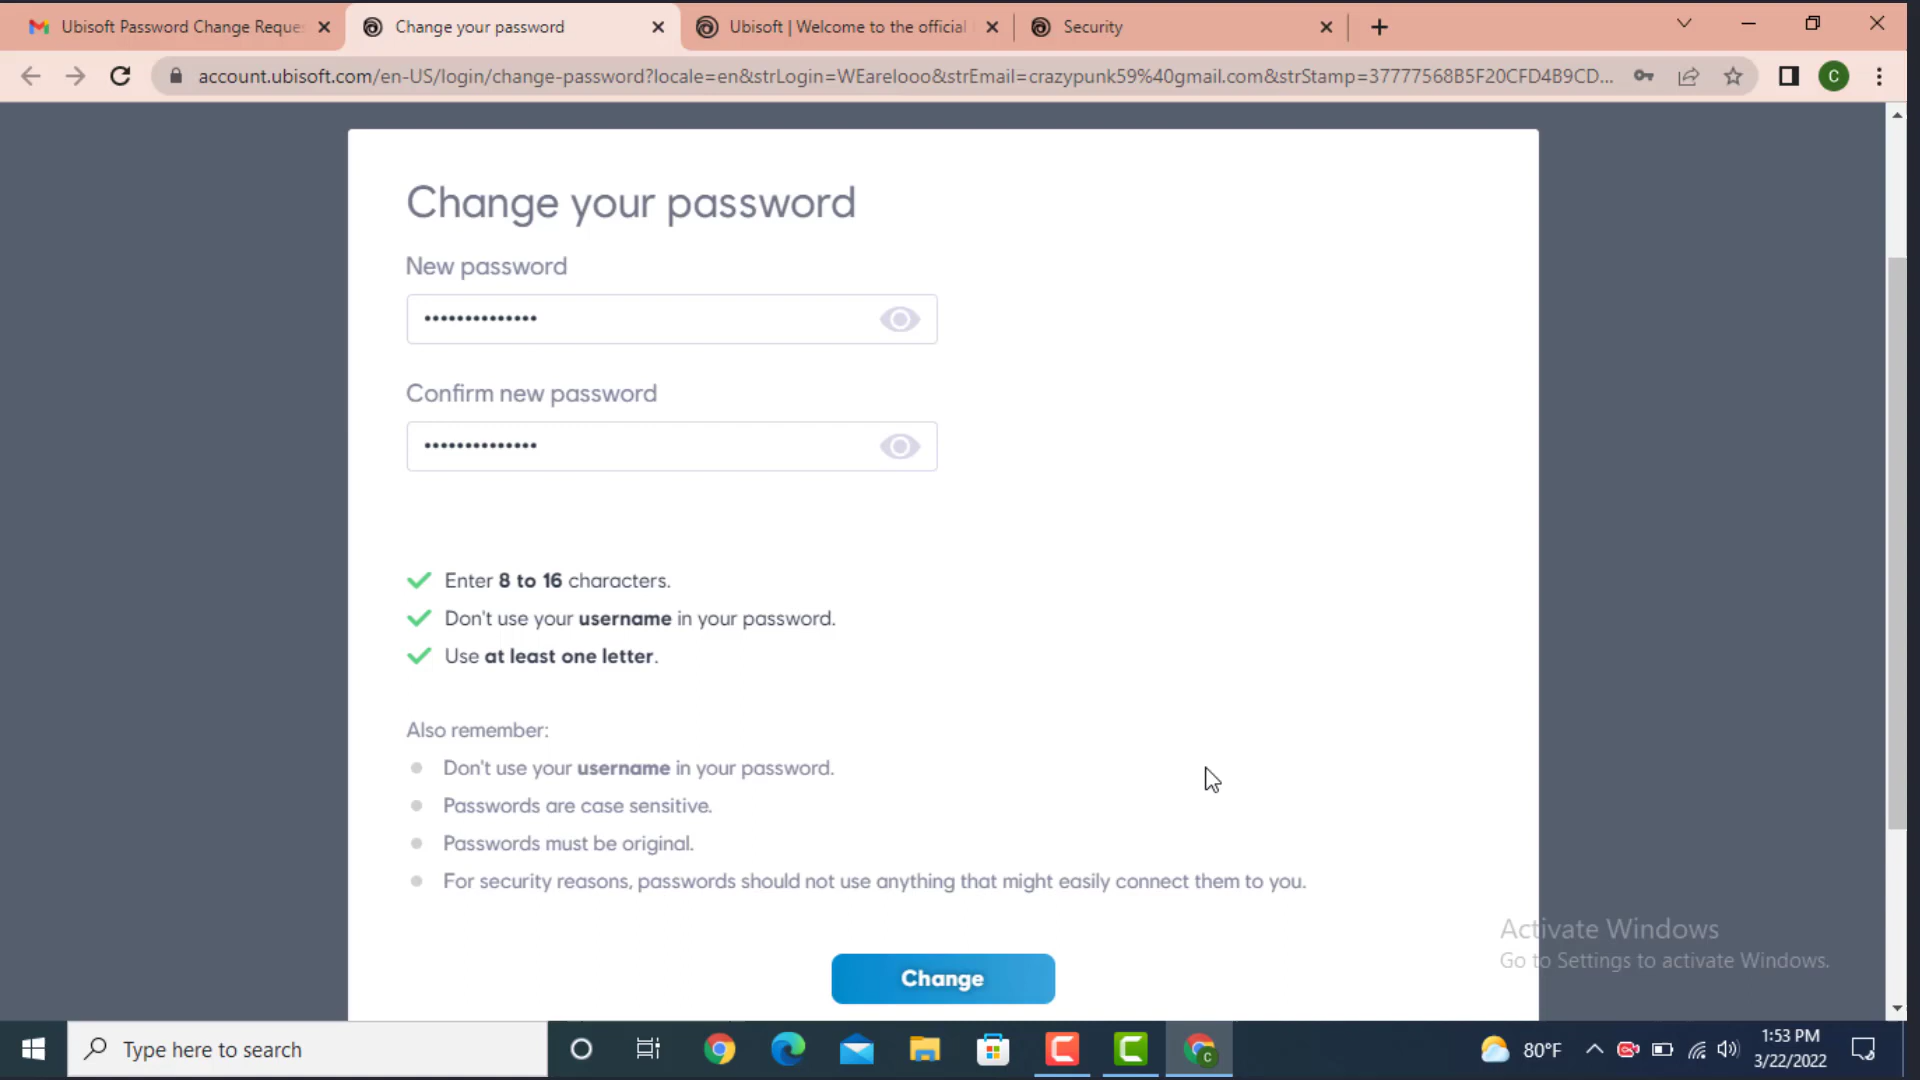 Ubisoft Password Change Reques
Change your password
Ubisoft | Welcome to the official
Security
account.ubisoft.com/en-US/login/change-password?locale=en&strLogin=WEarelooo&strEmail=crazypunk59%40gmail.com&strStamp=37777568B5F20CFD4B9CD...
C
Change your password
New password
••••••••••••••
Confirm new password
••••••••••••••
Enter 8 to 16 characters.
Don't use your username in your password.
Use at least one letter.
Also remember:
Don't use your username in your password.
Passwords are case sensitive.
Passwords must be original.
For security reasons, passwords should not use anything that might easily connect them to you.
Activate Windows
Go to Settings to activate Windows.
Change
Type here to search
80°F
1:53 PM
3/22/2022